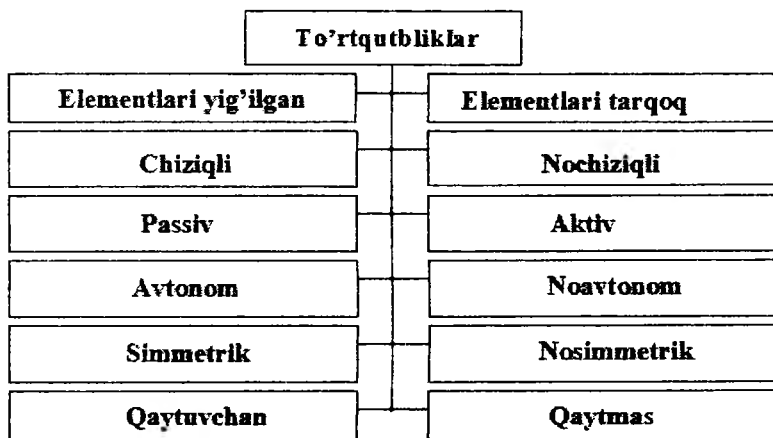 To’rtqutbliklar
Elementlari yig’ilgan
Elementlari tarqoq
Chiziqli
Nochiziqli
Passiv
Aktiv
Avtonom
Noavtonom
Simmetrik
Nosimmetrik
Qaytuvchan
Qaytmas